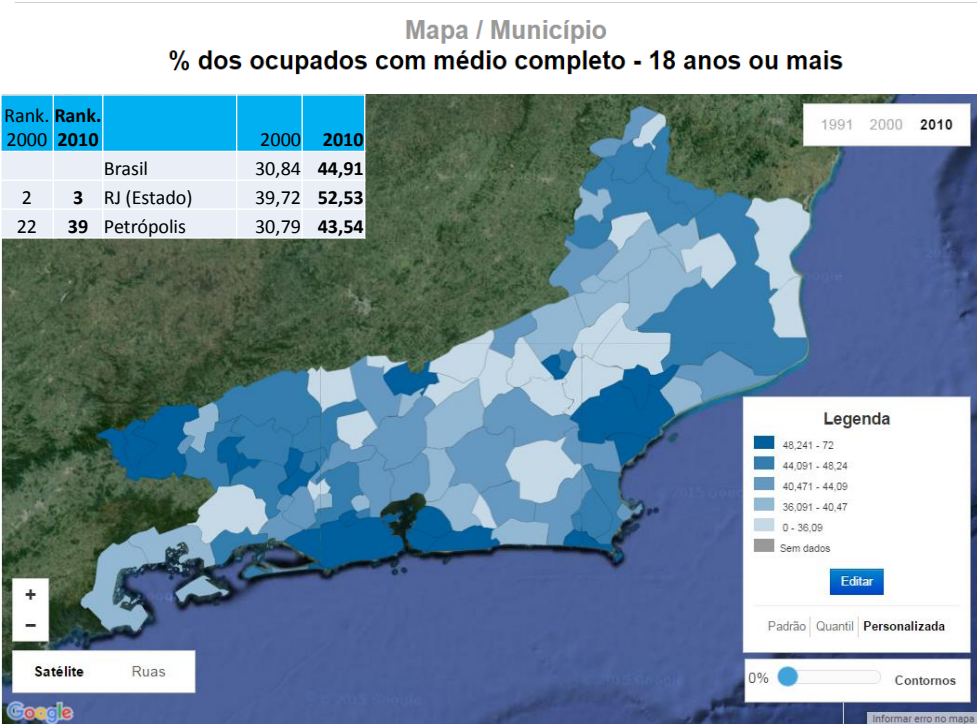 Mapa / Município
% dos ocupados com médio completo - 18 anos ou mais
Rank. 2000 Rank. 2010 2000 2010
Brasil 30,84 44,91
2 3 RJ (Estado) 39,72 52,53
22 39 Petrópolis 30,79 43,54
1991 2000 2010
Legenda
48,241 - 72
44,091 - 48,24
40,471 - 44,09
36,091 - 40,47
0 - 36,09
Sem dados
Editar
Padrão Quantil Personalizada
+
−
Satélite Ruas
0% Contornos
Google
Informar erro no mapa